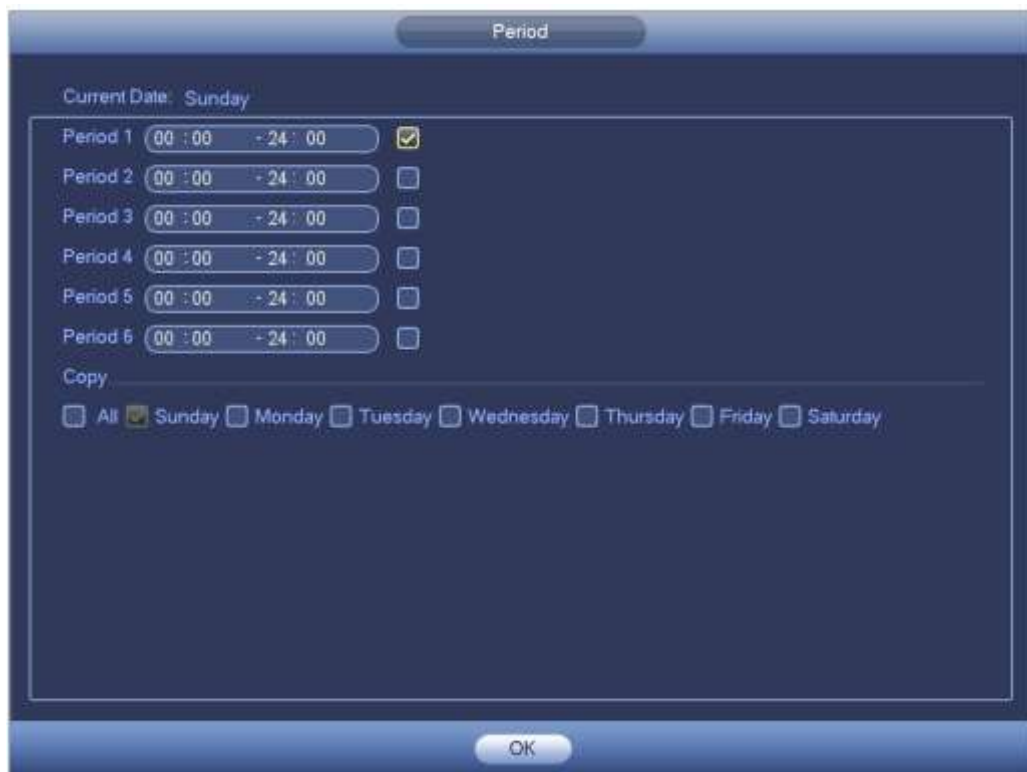 Period
Current Date: Sunday
Period 1 00 :00 - 24 : 00
Period 2 00 :00 - 24 : 00
Period 3 00 :00 - 24 : 00
Period 4 00 :00 - 24 : 00
Period 5 00 :00 - 24 : 00
Period 6 00 :00 - 24 : 00
Copy
All Sunday Monday Tuesday Wednesday Thursday Friday Saturday
OK